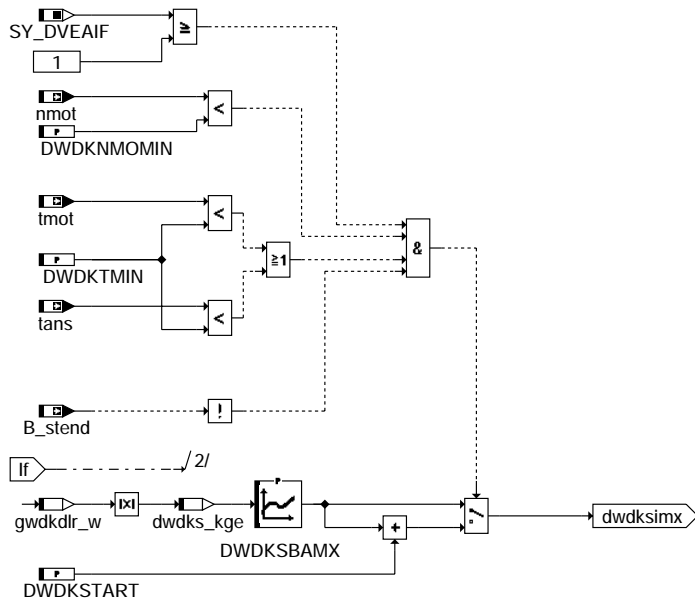 SY_DVEAIF
≥
1
nmot
<
P
DWDKNMOMIN
tmot
<
P
DWDKTMIN
≥1
&
tans
<
B_stend
!
If
/2/
gwdkdlr_w
|x|
dwdks_kge
P
DWDKSBAMX
+
dwdksimx
P
DWDKSTART